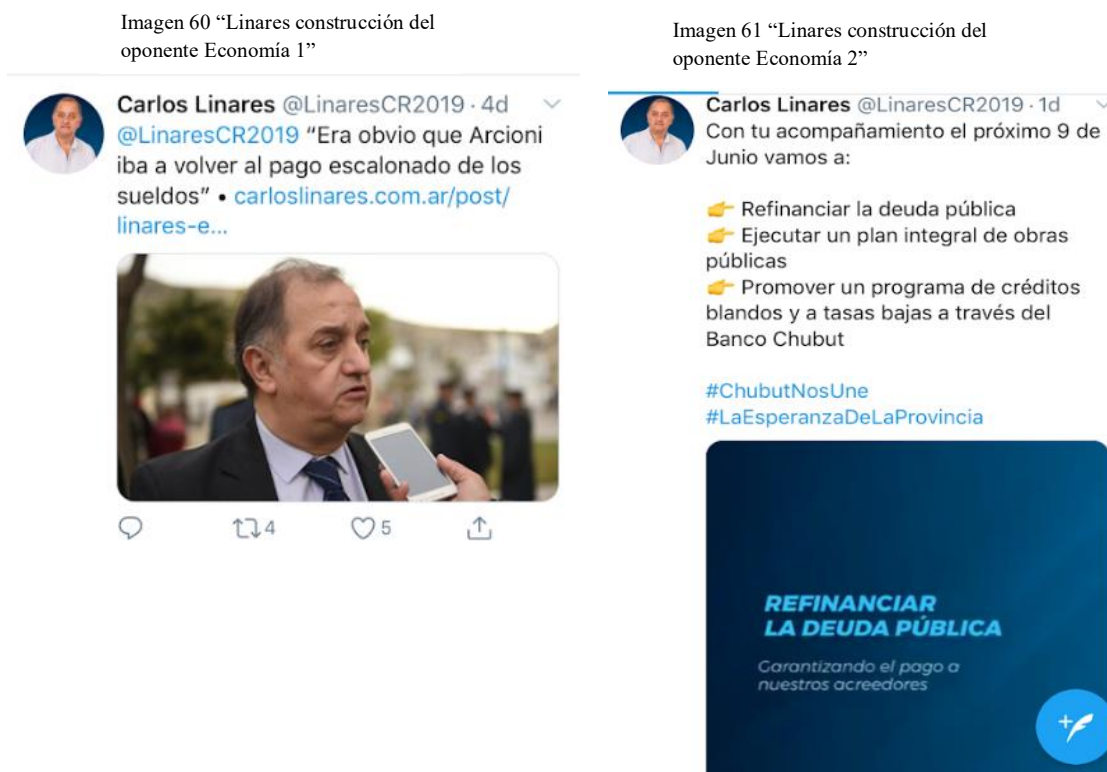 Imagen 60 “Linares construcción del
oponente Economía 1”
Carlos Linares @LinaresCR2019 · 4d
@LinaresCR2019 “Era obvio que Arcioni
iba a volver al pago escalonado de los
sueldos” • carloslinares.com.ar/post/
linares-e...
4
5
Imagen 61 “Linares construcción del
oponente Economía 2”
Carlos Linares @LinaresCR2019 · 1d
Con tu acompañamiento el próximo 9 de
Junio vamos a:
👉 Refinanciar la deuda pública
👉 Ejecutar un plan integral de obras
públicas
👉 Promover un programa de créditos
blandos y a tasas bajas a través del
Banco Chubut
#ChubutNosUne
#LaEsperanzaDeLaProvincia
REFINANCIAR
LA DEUDA PÚBLICA
Garantizando el pago a
nuestros acreedores